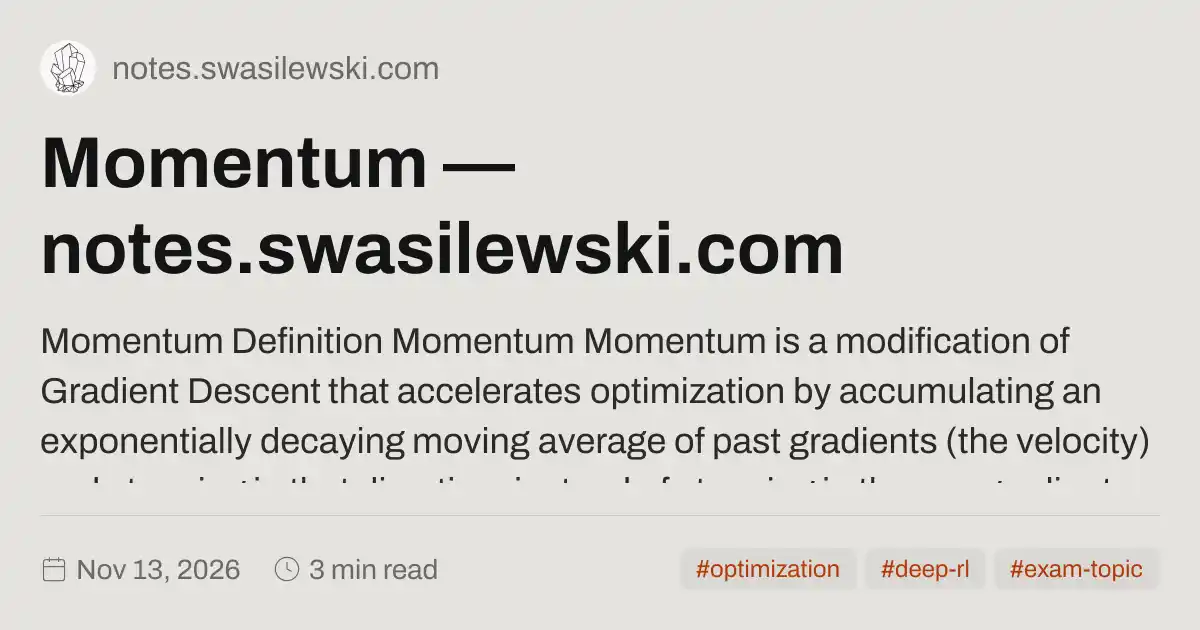 notes.swasilewski.com
Momentum —
notes.swasilewski.com
Momentum Definition Momentum Momentum is a modification of
Gradient Descent that accelerates optimization by accumulating an
exponentially decaying moving average of past gradients (the velocity)
Nov 13, 2026
3 min read
#optimization
#deep-rl
#exam-topic